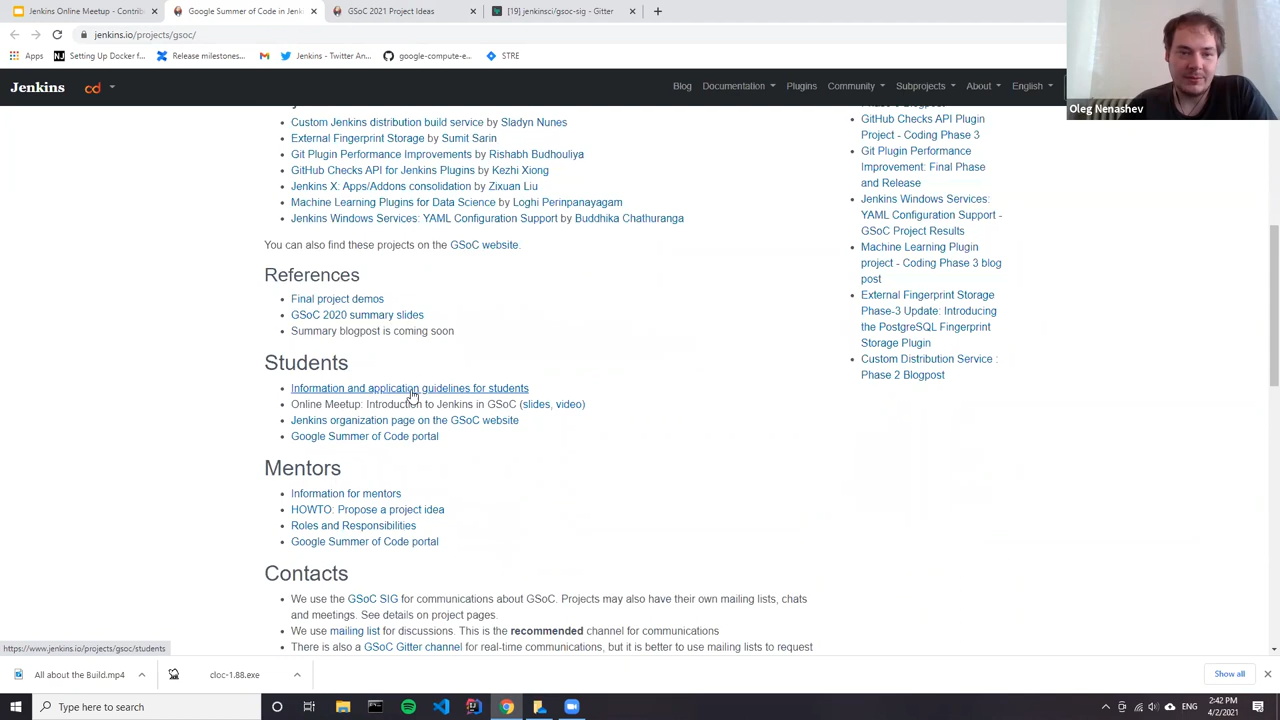 Jenkins Online Meetup - Contrib
Google Summer of Code in Jenki
GSoC 2021 Project Ideas
[19] jenkinsci/gsoc-sig - Gitter
jenkins.io/projects/gsoc/
Apps
Setting Up Docker f...
Release milestones...
Jenkins - Twitter An...
google-compute-e...
STRE
Jenkins
Blog
Documentation
Plugins
Community
Subprojects
About
English
Oleg Nenashev
Custom Jenkins distribution build service by Sladyn Nunes
External Fingerprint Storage by Sumit Sarin
Git Plugin Performance Improvements by Rishabh Budhouliya
GitHub Checks API for Jenkins Plugins by Kezhi Xiong
Jenkins X: Apps/Addons consolidation by Zixuan Liu
Machine Learning Plugins for Data Science by Loghi Perinpanayagam
Jenkins Windows Services: YAML Configuration Support by Buddhika Chathuranga
You can also find these projects on the GSoC website.
References
Final project demos
GSoC 2020 summary slides
Summary blogpost is coming soon
Students
Information and application guidelines for students
Online Meetup: Introduction to Jenkins in GSoC (slides, video)
Jenkins organization page on the GSoC website
Google Summer of Code portal
Mentors
Information for mentors
HOWTO: Propose a project idea
Roles and Responsibilities
Google Summer of Code portal
Contacts
We use the GSoC SIG for communications about GSoC. Projects may also have their own mailing lists, chats
and meetings. See details on project pages.
We use mailing list for discussions. This is the recommended channel for communications
There is also a GSoC Gitter channel for real-time communications, but it is better to use mailing lists to request
GitHub Checks API Plugin
Project - Coding Phase 3
Git Plugin Performance
Improvement: Final Phase
and Release
Jenkins Windows Services:
YAML Configuration Support -
GSoC Project Results
Machine Learning Plugin
project - Coding Phase 3 blog
post
External Fingerprint Storage
Phase-3 Update: Introducing
the PostgreSQL Fingerprint
Storage Plugin
Custom Distribution Service :
Phase 2 Blogpost
https://www.jenkins.io/projects/gsoc/students
All about the Build.mp4
cloc-1.88.exe
Show all
Type here to search
2:42 PM
4/2/2021